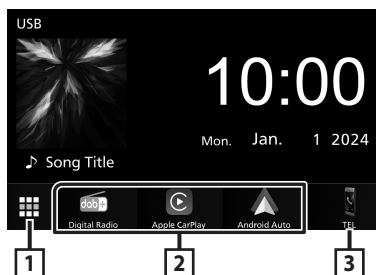 USB
10:00
Mon. Jan. 1 2024
Song Title
dab+
Digital Radio Apple CarPlay Android Auto TEL
1 2 3